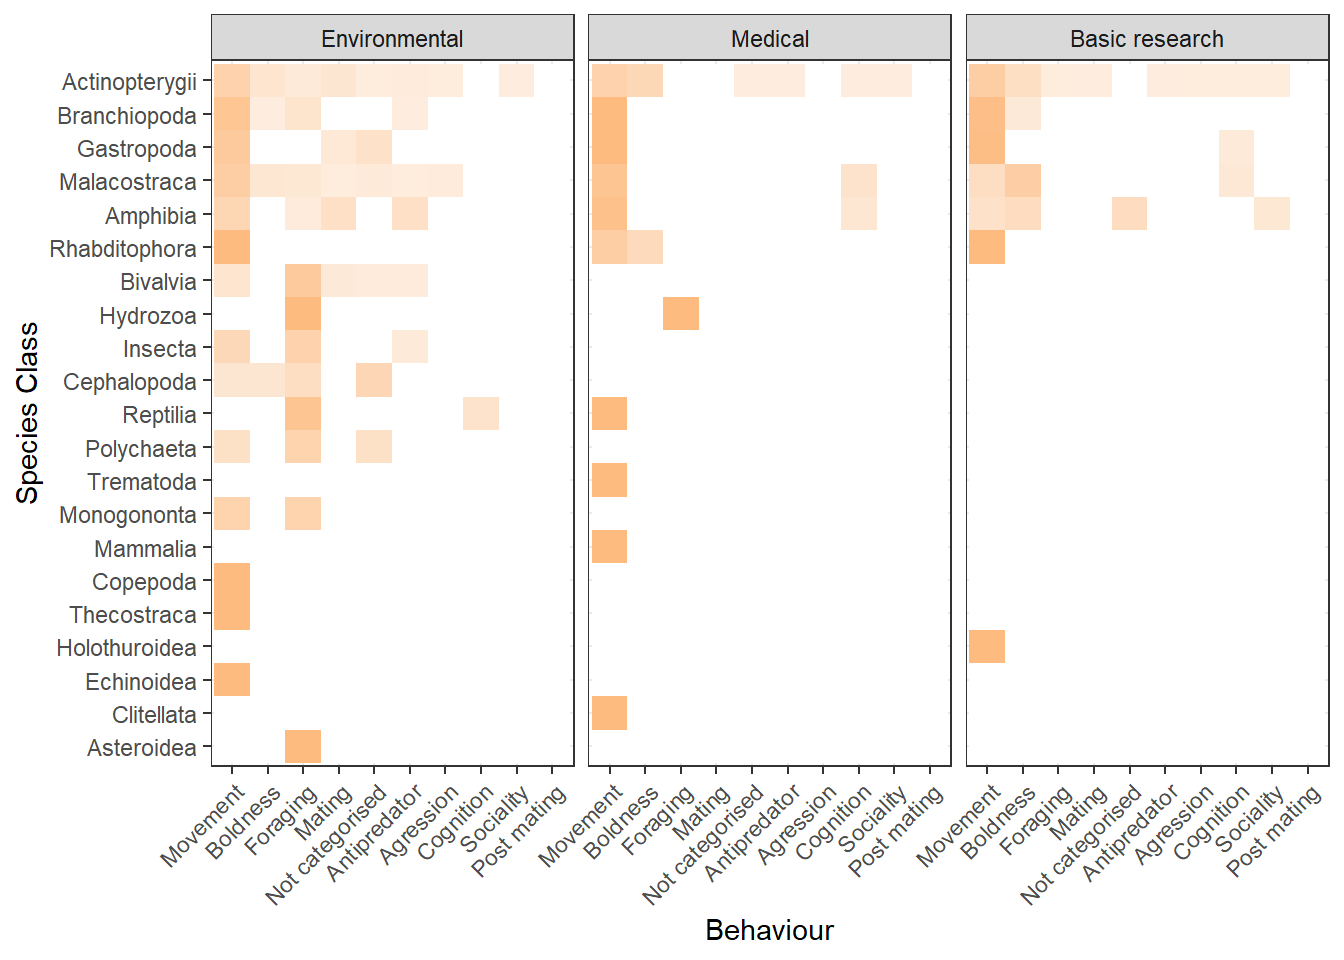 Environmental
Medical
Basic research
Species Class
Actinopterygii
Branchiopoda
Gastropoda
Malacostraca
Amphibia
Rhabditophora
Bivalvia
Hydrozoa
Insecta
Cephalopoda
Reptilia
Polychaeta
Trematoda
Monogononta
Mammalia
Copepoda
Thecostraca
Holothuroidea
Echinoidea
Clitellata
Asteroidea
Movement
Boldness
Foraging
Mating
Not categorised
Antipredator
Agression
Cognition
Sociality
Post mating
Movement
Boldness
Foraging
Mating
Not categorised
Antipredator
Agression
Cognition
Sociality
Post mating
Movement
Boldness
Foraging
Mating
Not categorised
Antipredator
Agression
Cognition
Sociality
Post mating
Behaviour